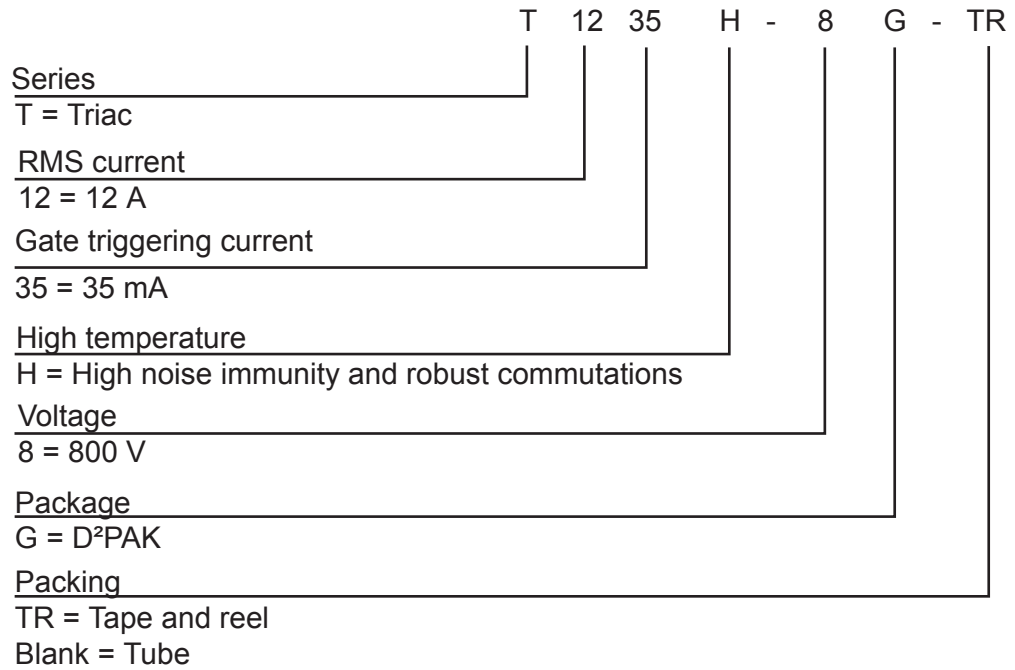 T 12 35 H - 8 G - TR
Series
T = Triac
RMS current
12 = 12 A
Gate triggering current
35 = 35 mA
High temperature
H = High noise immunity and robust commutations
Voltage
8 = 800 V
Package
G = D²PAK
Packing
TR = Tape and reel
Blank = Tube